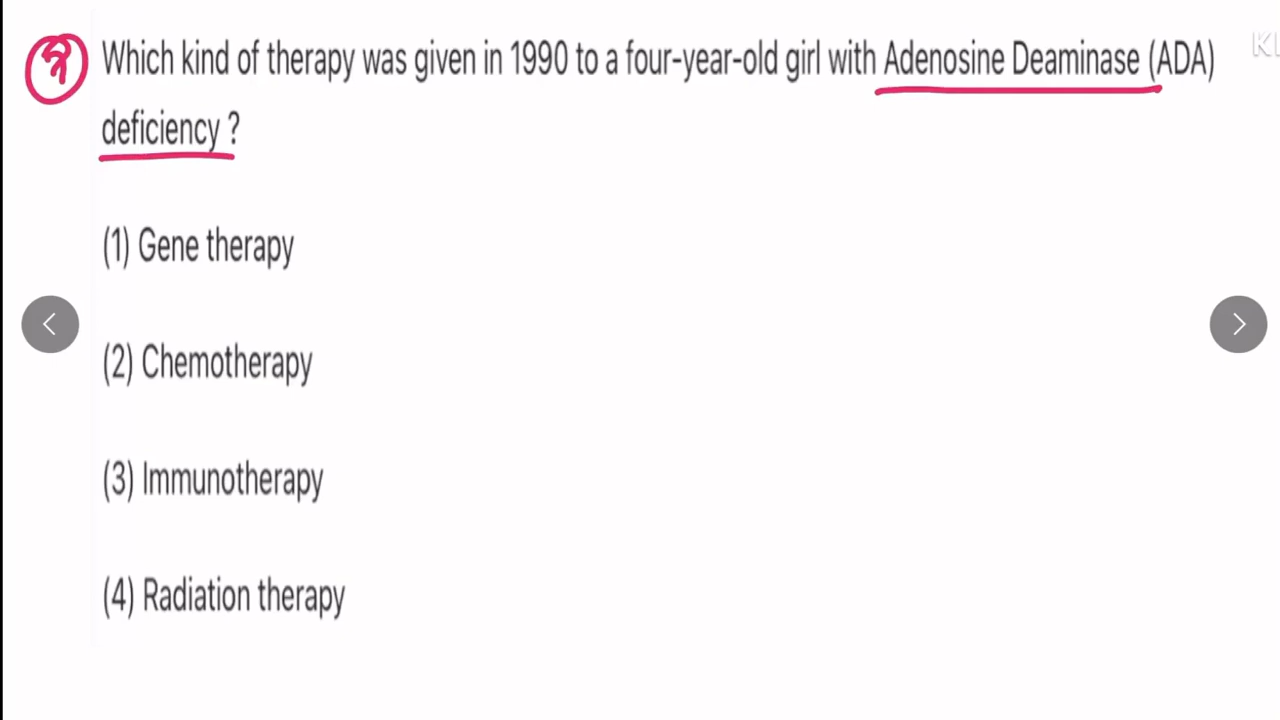 Which kind of therapy was given in 1990 to a four-year-old girl with Adenosine Deaminase (ADA)
deficiency ?
(1) Gene therapy
(2) Chemotherapy
(3) Immunotherapy
(4) Radiation therapy